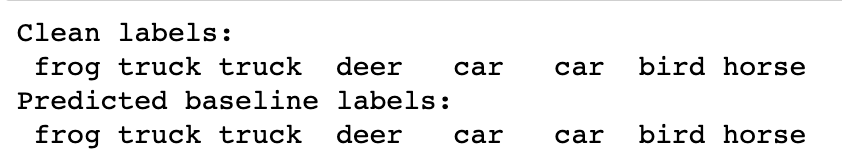 Clean labels:
frog truck truck  deer   car   car  bird horse
Predicted baseline labels:
frog truck truck  deer   car   car  bird horse